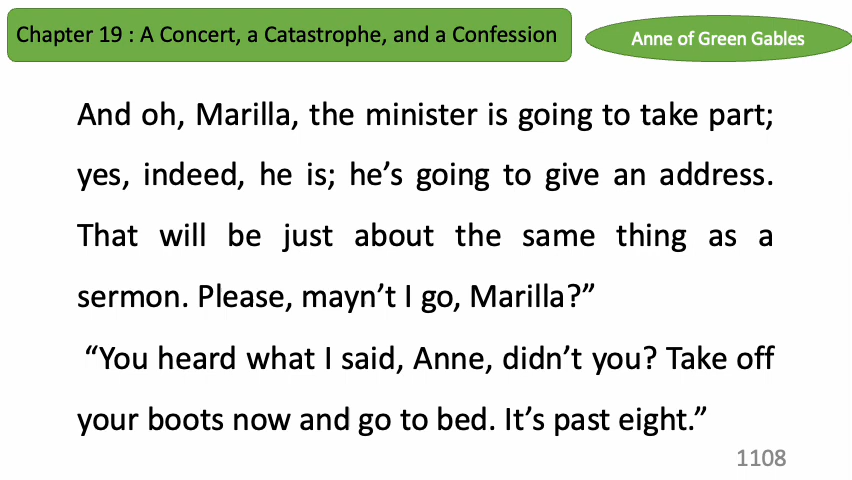 Chapter 19 : A Concert, a Catastrophe, and a Confession
Anne of Green Gables
And oh, Marilla, the minister is going to take part;
yes, indeed, he is; he’s going to give an address.
That will be just about the same thing as a
sermon. Please, mayn’t I go, Marilla?”
“You heard what I said, Anne, didn’t you? Take off
your boots now and go to bed. It’s past eight.”
1108